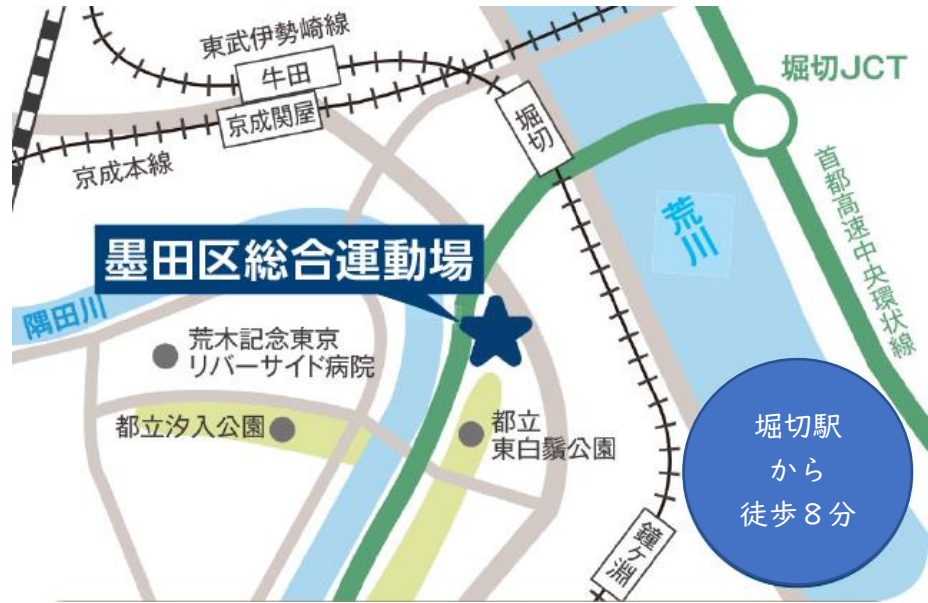 東武伊勢崎線
牛田
京成関屋
京成本線
堀切
堀切JCT
首都高速中央環状線
荒川
墨田区総合運動場
隅田川
荒木記念東京
リバーサイド病院
都立汐入公園
都立
東白鬚公園
鐘ヶ淵
堀切駅
から
徒歩８分